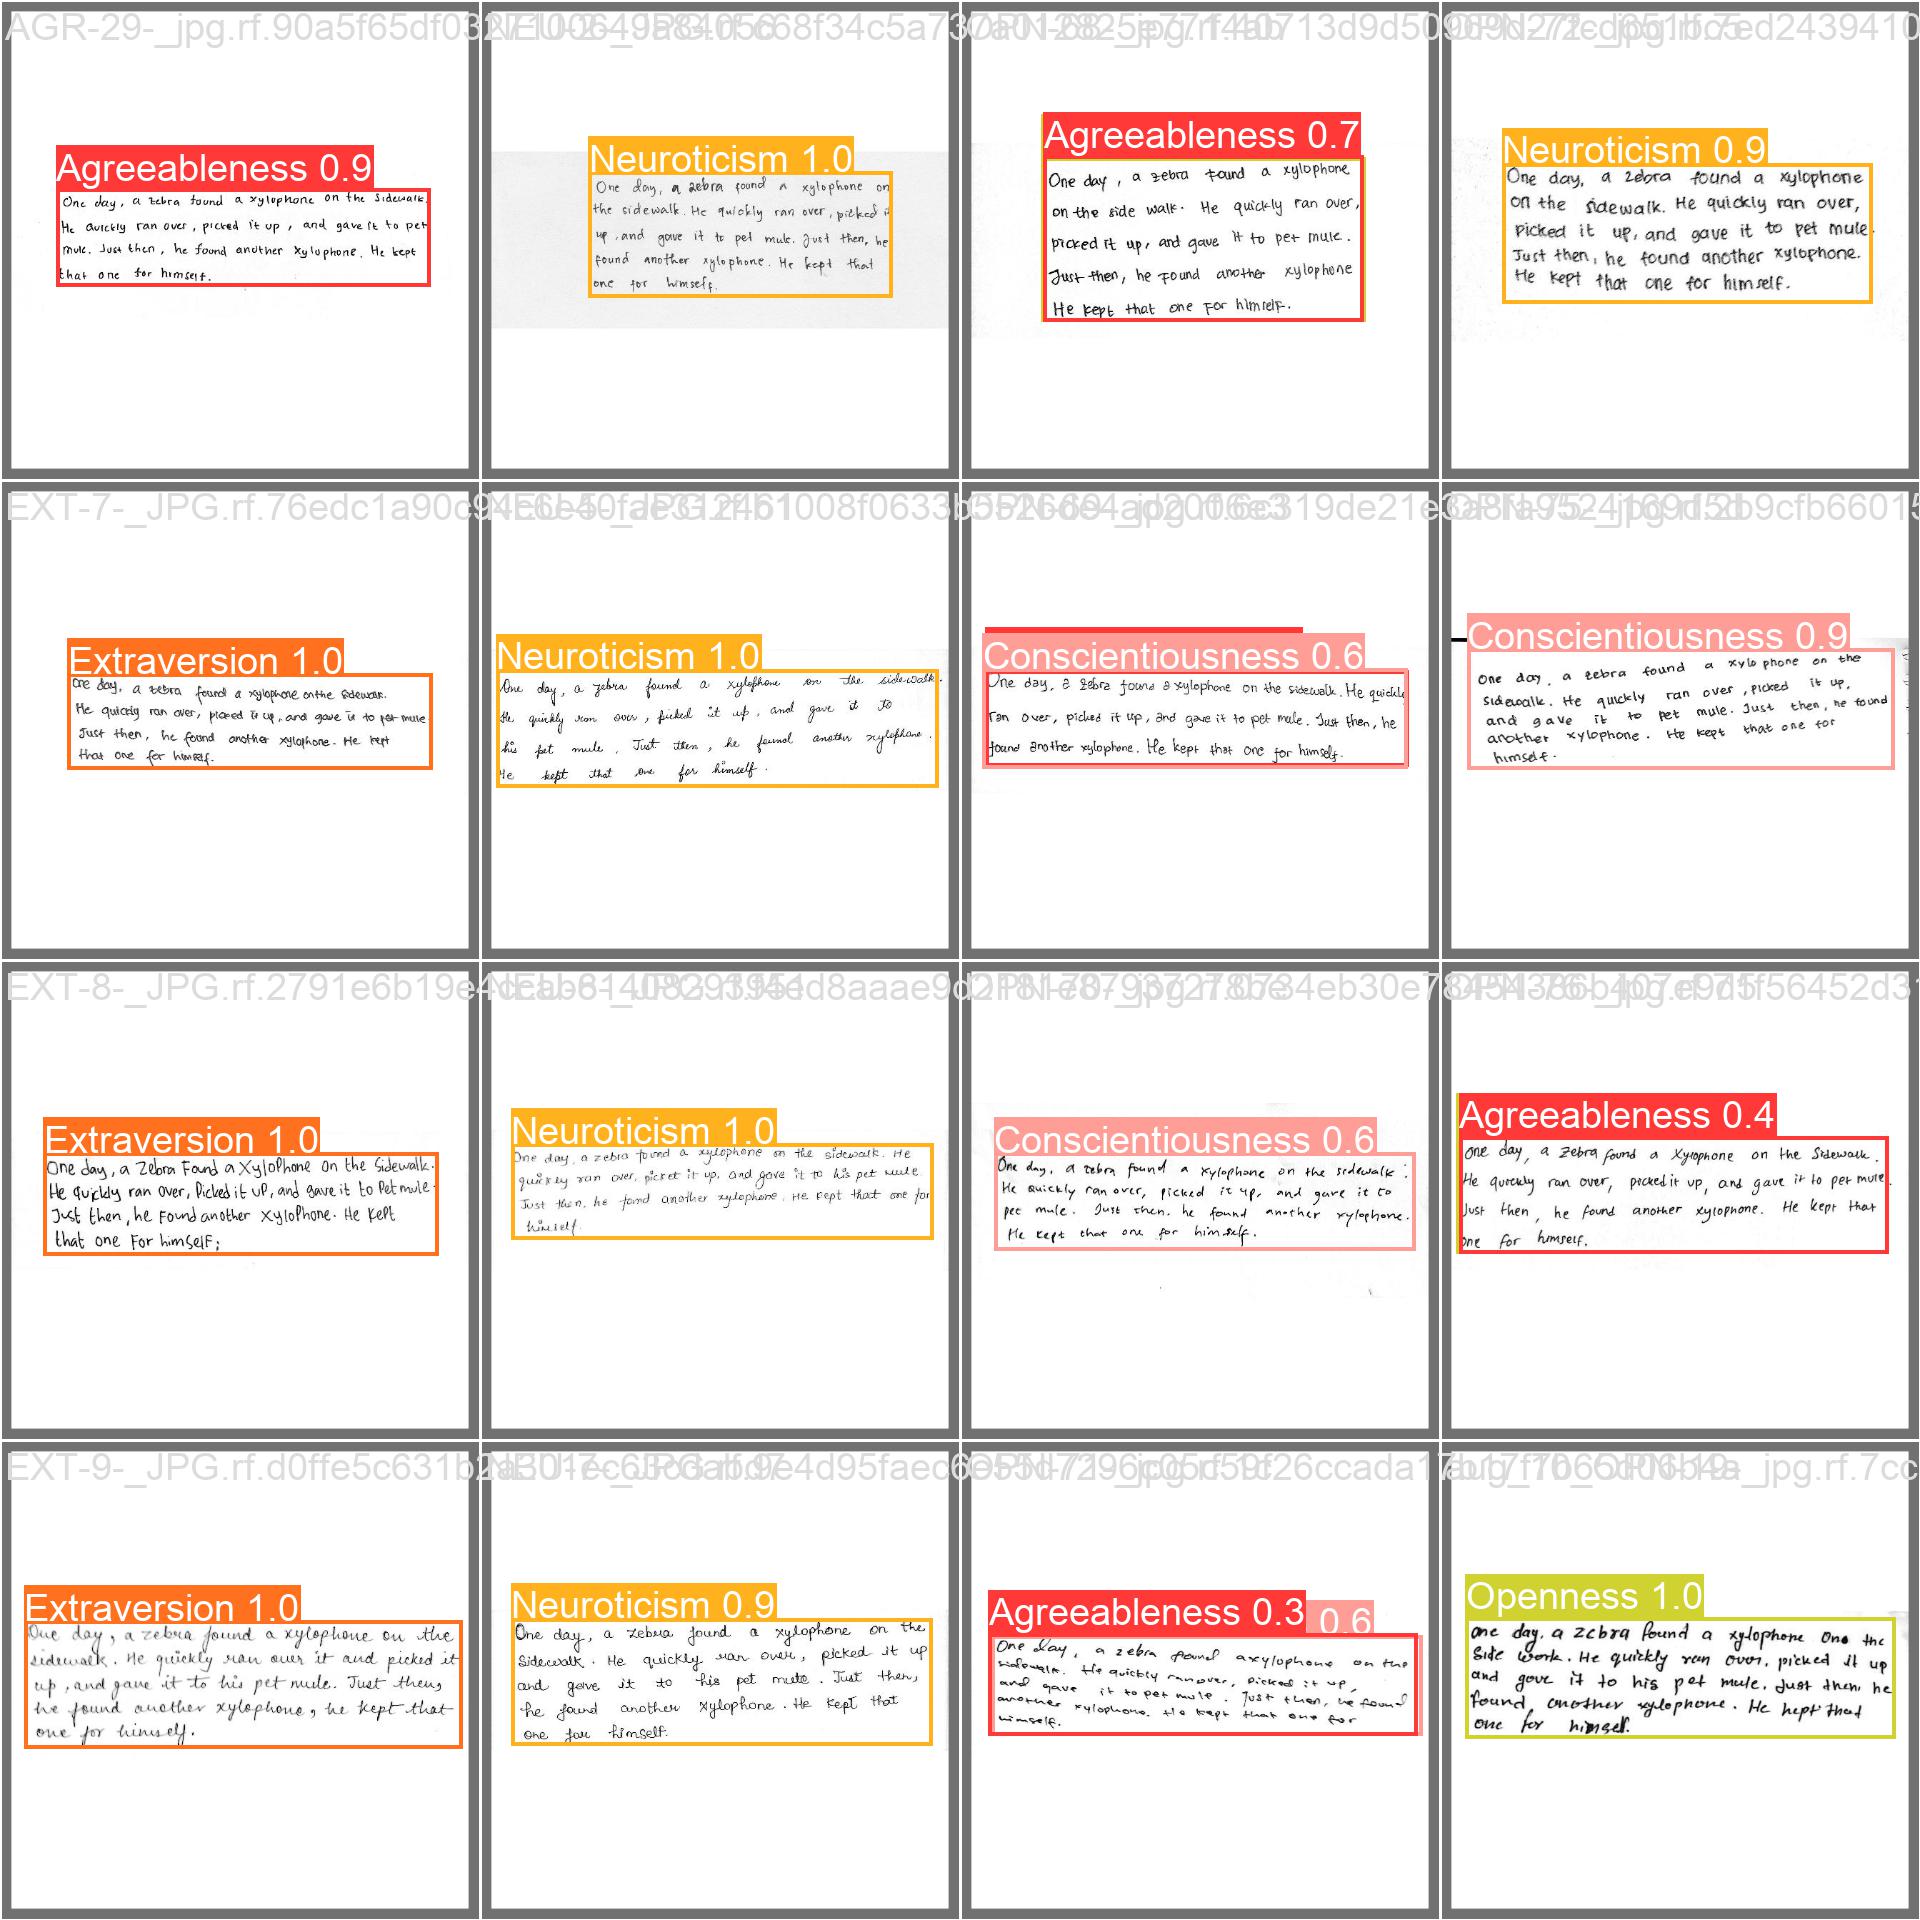 AGR-29-_jpg.rf.90a5f65df03
Agreeableness 0.9
One day, a zebra found a xylophone on the Sidewalk.
He quickly ran over, picked it up, and gave it to pet
mule. Just then, he found another xylophone. He kept
that one for himself.
Neuroticism 1.0
One day, a zebra found a xylophone on
the sidewalk. He quickly ran over, picked it
up, and gave it to pet mule. Just then, he
found another xylophone. He kept that
one for himself.
Agreeableness 0.7
One day, a zebra found a xylophone
on the side walk. He quickly ran over,
picked it up, and gave it to pet mule.
Just then, he found another xylophone
He kept that one for himself.
Neuroticism 0.9
One day, a zebra found a xylophone
on the sidewalk. He quickly ran over,
picked it up, and gave it to pet mule.
Just then, he found another xylophone.
He kept that one for himself.
EXT-7-_JPG.rf.76edc1a90c
Extraversion 1.0
One day, a zebra found a xylophone on the sidewalk.
He quickly ran over, picked it up, and gave it to pet mule
Just then, he found another xylophone. He kept
that one for himself.
Neuroticism 1.0
One day, a zebra found a xylophone on the sidewalk.
He quickly ran over, picked it up, and gave it to
his pet mule. Just then, he found another xylophone.
He kept that one for himself.
Conscientiousness 0.6
One day, a zebra found a xylophone on the sidewalk. He quickly
ran over, picked it up, and gave it to pet mule. Just then, he
found another xylophone. He kept that one for himself.
Conscientiousness 0.9
One day, a zebra found a xylophone on the
sidewalk. He quickly ran over, picked it up,
and gave it to pet mule. Just then, he found
another xylophone. He kept that one for
himself.
EXT-8-_JPG.rf.2791e6b19e4
Extraversion 1.0
One day, a Zebra Found a XyloPhone on the Sidewalk.
He quickly ran over, Picked it up, and gave it to Pet mule.
Just then, he Found another XyloPhone. He kept
that one For himself;
Neuroticism 1.0
One day, a zebra found a xylophone on the sidewalk. He
quickly ran over, picket it up, and gave it to his pet mule
Just then, he found another xylophone. He kept that one for
himself.
Conscientiousness 0.6
One day, a zebra found a xylophone on the sidewalk.
He quickly ran over, picked it up, and gave it to
pet mule. Just then, he found another xylophone.
He kept that one for himself.
Agreeableness 0.4
One day, a Zebra found a Xyrophone on the Sidewalk.
He quickly ran over, picked it up, and gave it to pet mule.
Just then, he found another xylophone. He kept that
one for himself.
EXT-9-_JPG.rf.d0ffe5c631b2
Extraversion 1.0
One day, a zebra found a xylophone on the
sidewalk. He quickly ran over it and picked it
up, and gave it to his pet mule. Just then,
he found another xylophone, he kept that
one for himself.
Neuroticism 0.9
One day, a zebra found a xylophone on the
Sidewalk. He quickly ran over, picked it up
and gave it to his pet mule. Just then,
he found another xylophone. He kept that
one for himself.
Agreeableness 0.3 0.6
One day, a zebra found a xylophone on the
sidewalk. He quickly ran over, picked it up,
and gave it to pet mule. Just then, he found
another xylophone. He kept that one for
himself.
Openness 1.0
one day, a zebra found a xylophone Ono the
Side work. He quickly ran over, picked it up
and gove it to his pet mule. Just then he
found another xylophone. He kept that
one for himself.